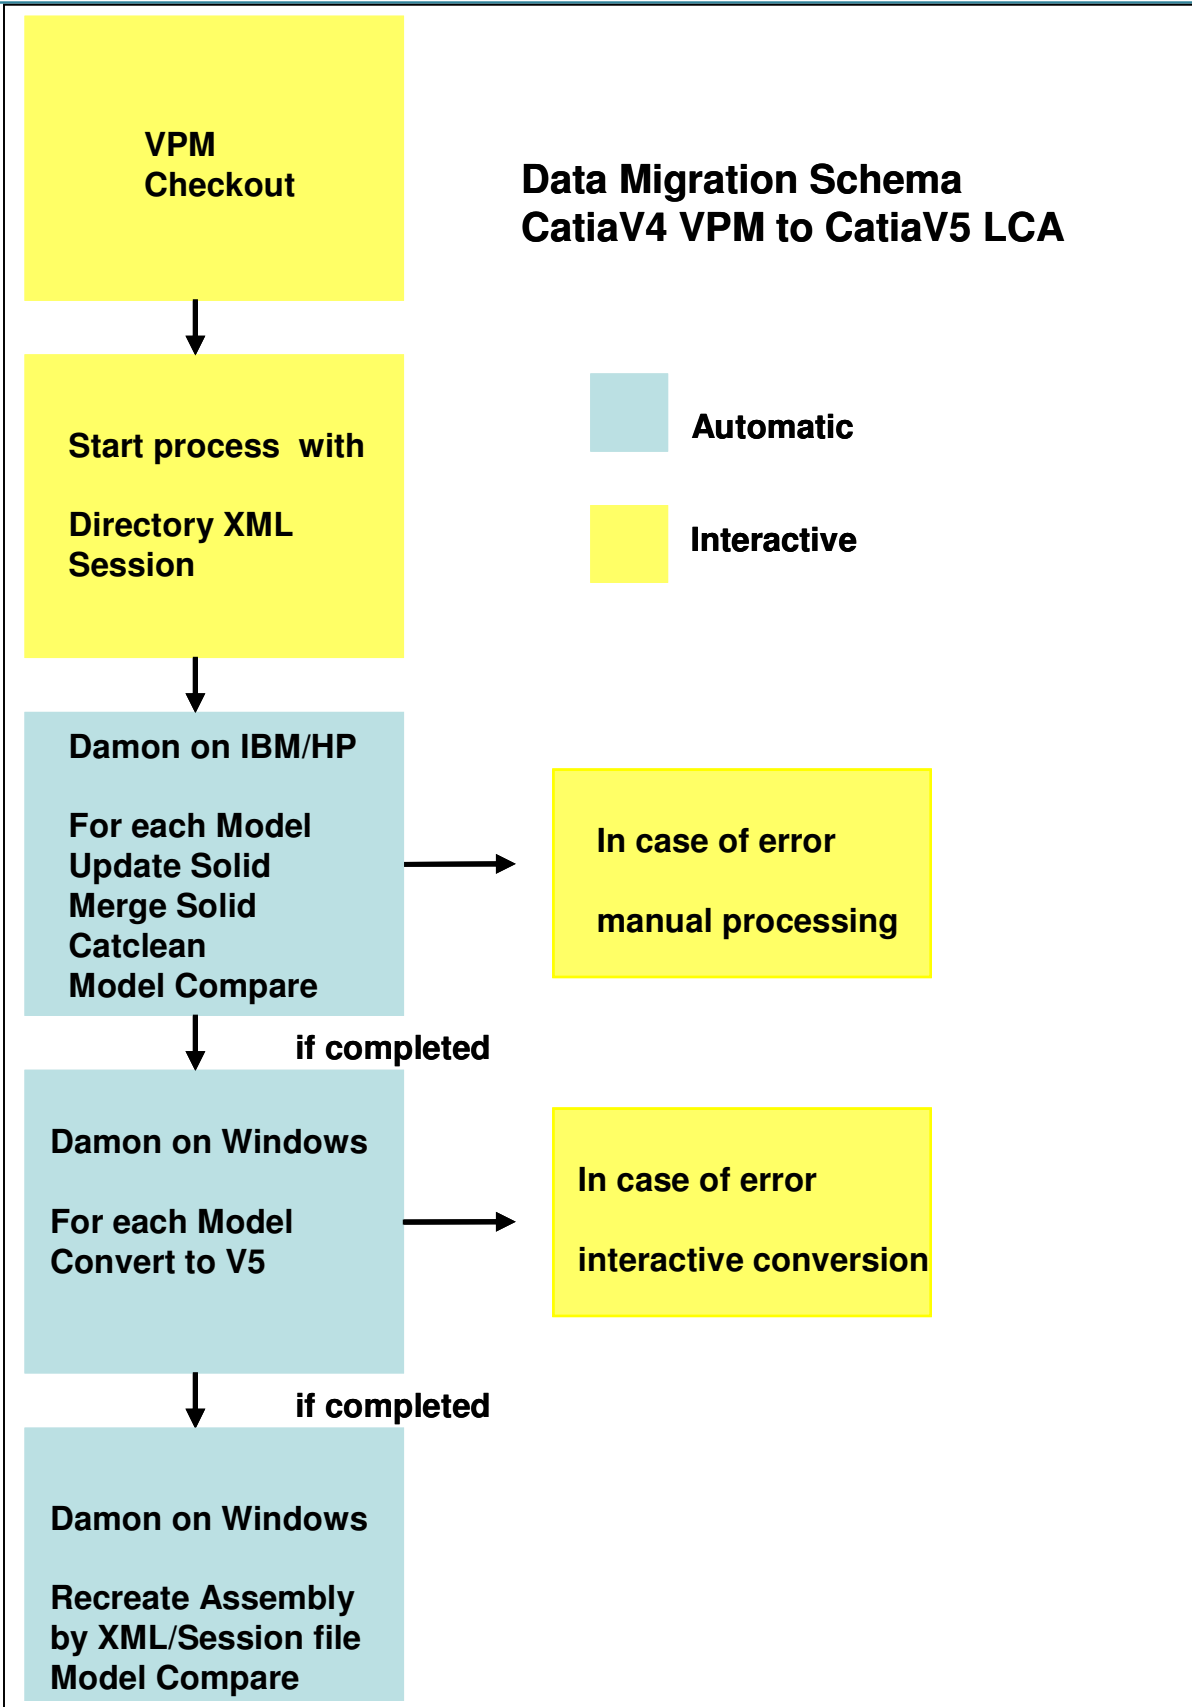 VPM
Checkout
Data Migration Schema
CatiaV4 VPM to CatiaV5 LCA
Automatic
Interactive
Start process  with
Directory XML
Session
Damon on IBM/HP
For each Model
Update Solid
Merge Solid
Catclean
Model Compare
In case of error
manual processing
if completed
Damon on Windows
For each Model
Convert to V5
In case of error
interactive conversion
if completed
Damon on Windows
Recreate Assembly
by XML/Session file
Model Compare